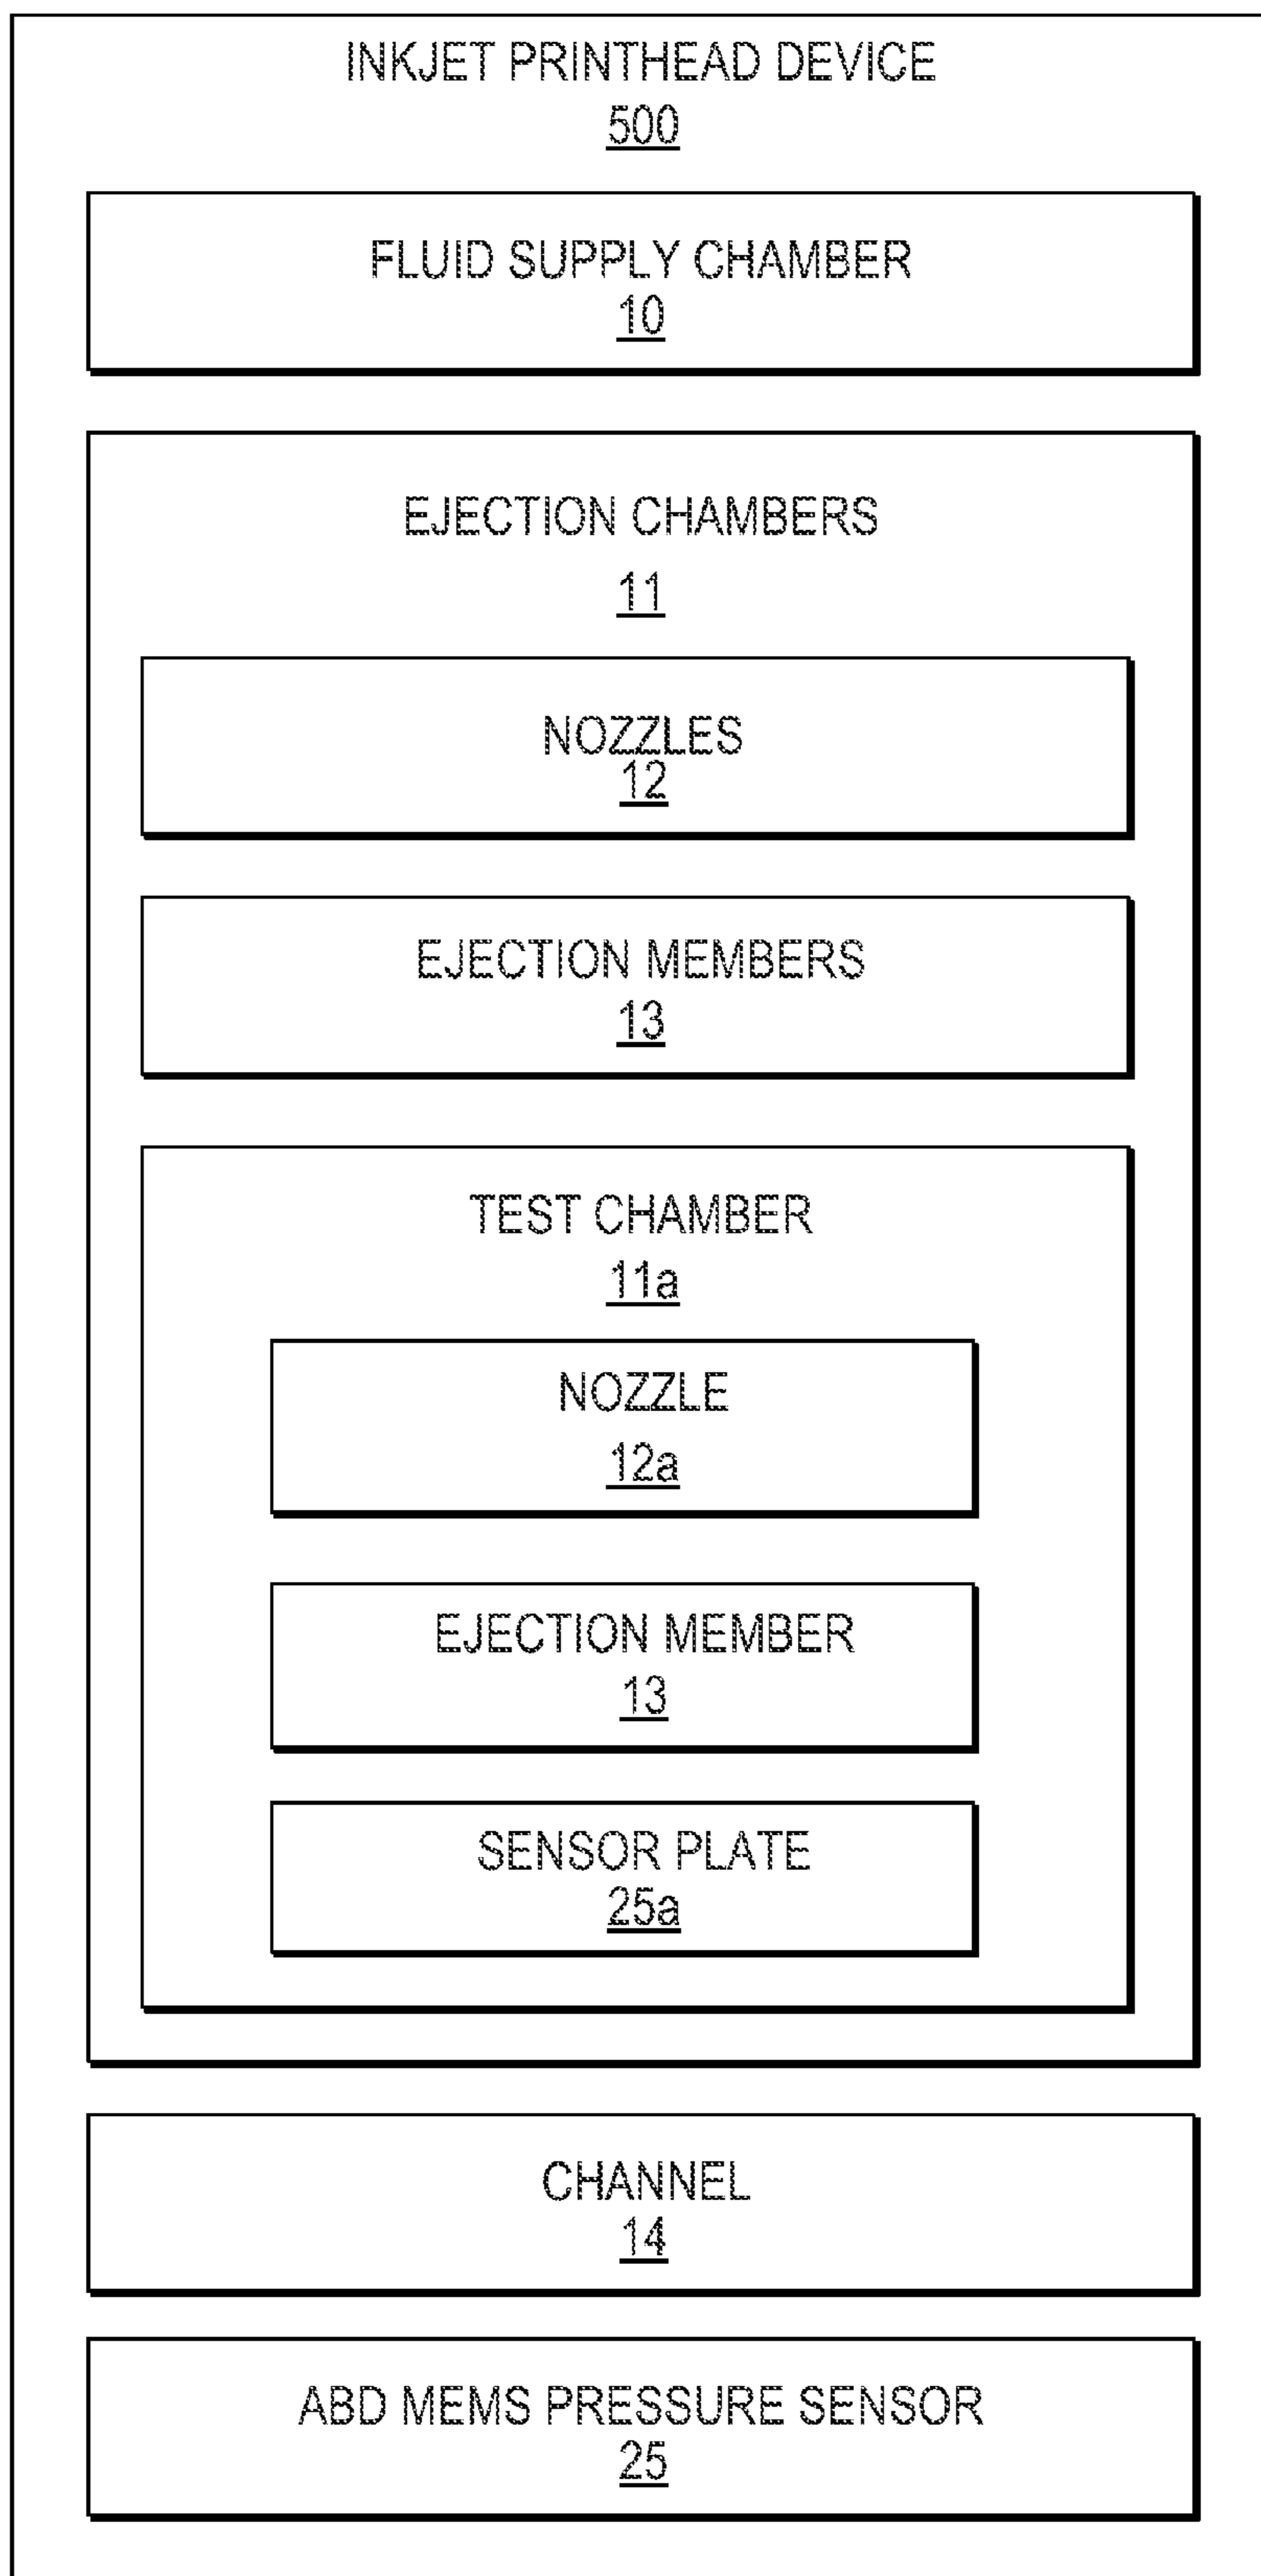 INKJET PRINTHEAD DEVICE
500
FLUID SUPPLY CHAMBER
10
EJECTION CHAMBERS
11
NOZZLES
12
EJECTION MEMBERS
13
TEST CHAMBER
11a
NOZZLE
12a
EJECTION MEMBER
13
SENSOR PLATE
25a
CHANNEL
14
ABD MEMS PRESSURE SENSOR
25